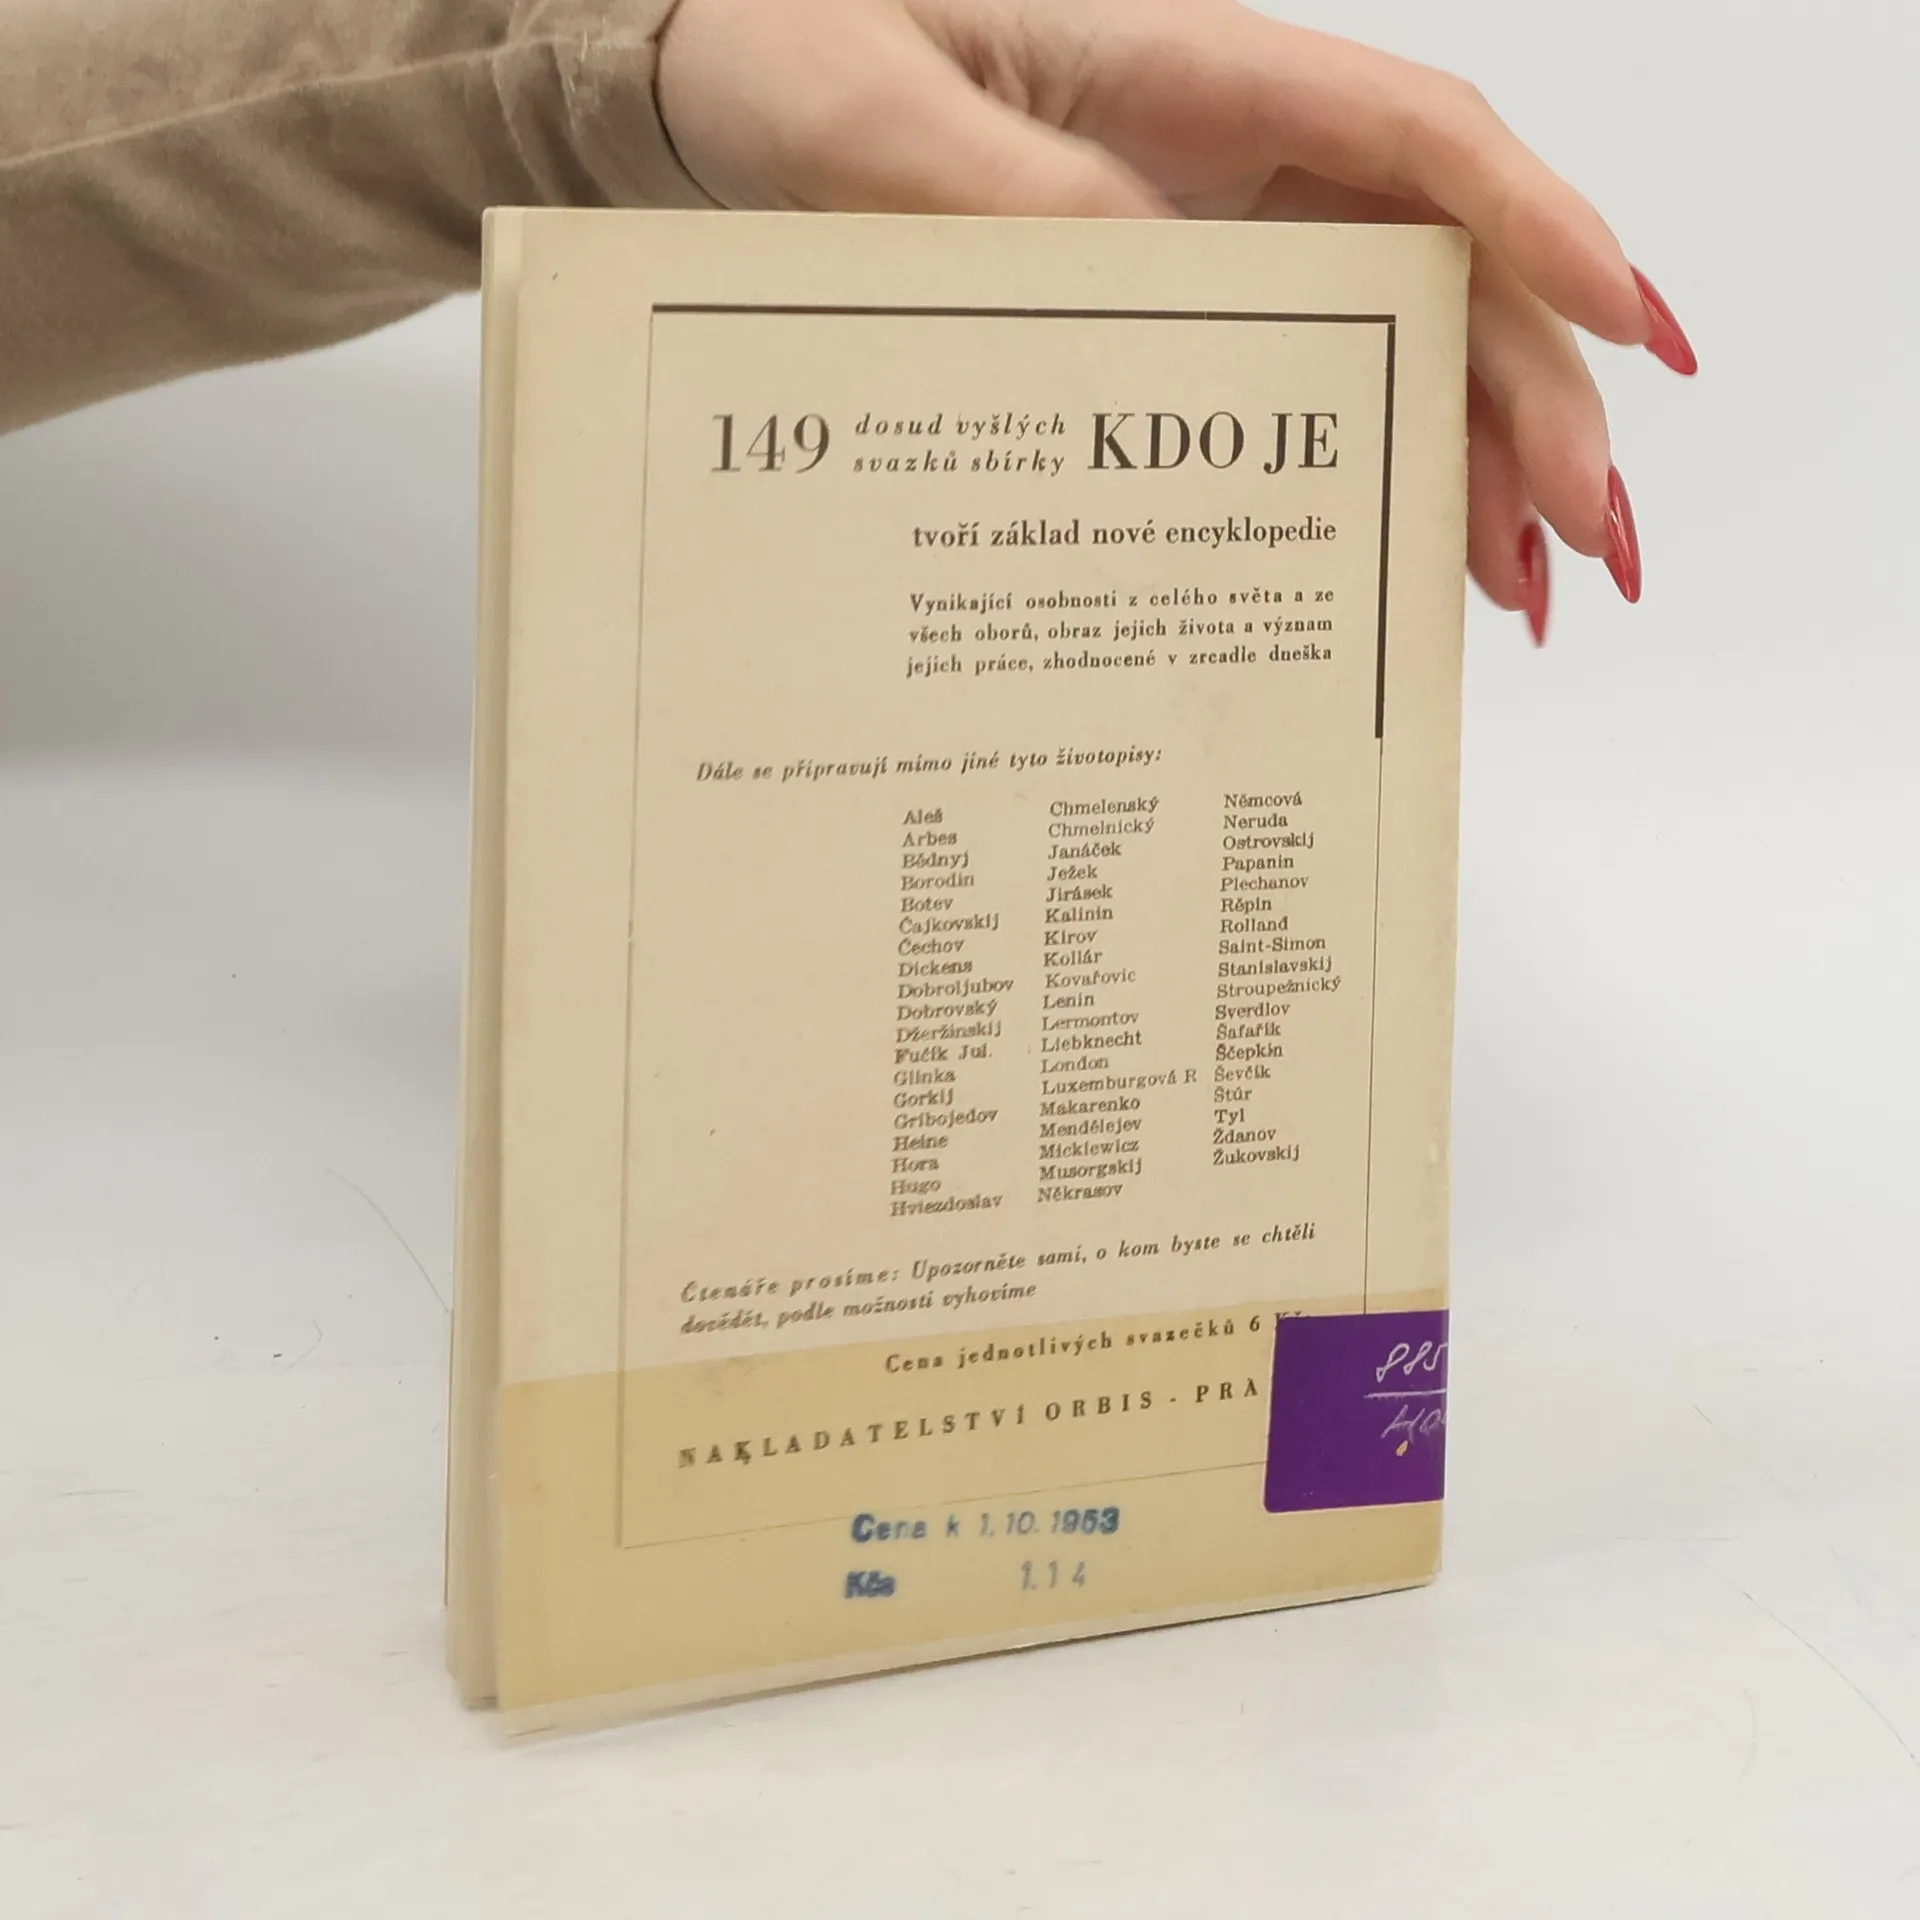 149 dosud vyšlých svazků sbírky KDO JE
tvoří základ nové encyklopedie
Vynikající osobnosti z celého světa a ze
všech oborů, obraz jejich života a význam
jejich práce, zhodnocené v zrcadle dneška
Dále se připravují mimo jiné tyto životopisy:
Aleš
Arbes
Bědnyj
Borodin
Botev
Čajkovskij
Čechov
Dickens
Dobroljubov
Dobrovský
Džeržinskij
Fučík Jul.
Glinka
Gorkij
Gribojedov
Heine
Hora
Hugo
Hviezdoslav
Chmelenský
Chmelnický
Janáček
Ježek
Jirásek
Kalinin
Kirov
Kollár
Kovařovic
Lenin
Lermontov
Liebknecht
London
Luxemburgová R
Makarenko
Mendělejev
Mickiewicz
Musorgskij
Někrasov
Němcová
Neruda
Ostrovskij
Papanin
Plechanov
Rěpin
Rolland
Saint-Simon
Stanislavskij
Stroupežnický
Sverdlov
Šafařík
Ščepkin
Ševčík
Štúr
Tyl
Ždanov
Žukovskij
Čtenáře prosíme: Upozorněte sami, o kom byste se chtěli
dovědět, podle možnosti vyhovíme
Cena jednotlivých svazečků 6
NAKLADATELSTVÍ ORBIS - PRA
885
Cena k 1.10.1953
Kčs 1.14